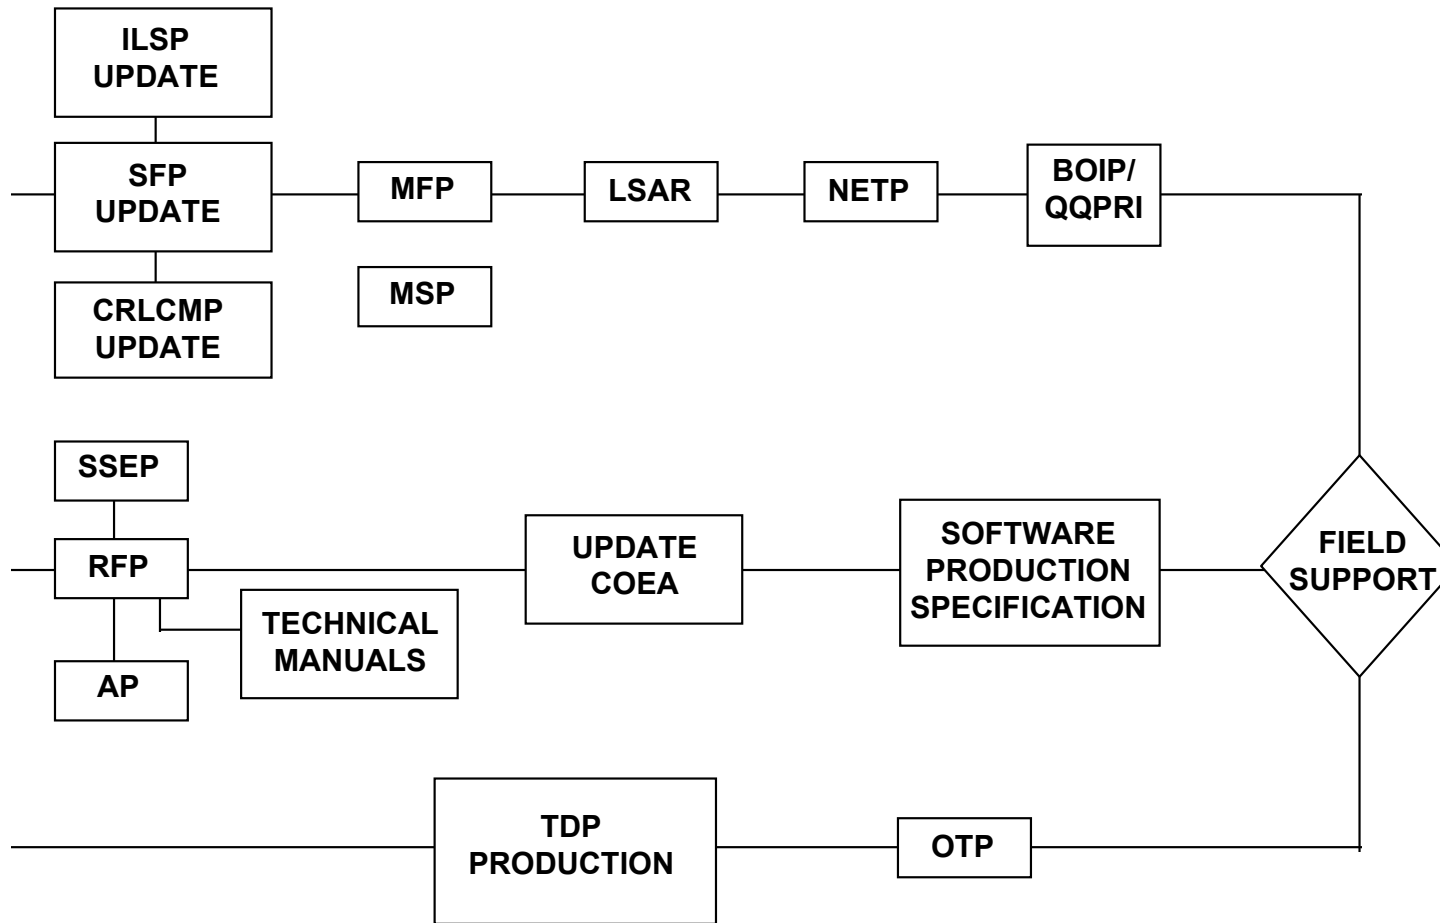 ILSP
UPDATE
SFP
UPDATE
CRLCMP
UPDATE
MFP
MSP
LSAR
NETP
BOIP/
QQPRI
SSEP
RFP
AP
TECHNICAL
MANUALS
UPDATE
COEA
SOFTWARE
PRODUCTION
SPECIFICATION
FIELD
SUPPORT
TDP
PRODUCTION
OTP